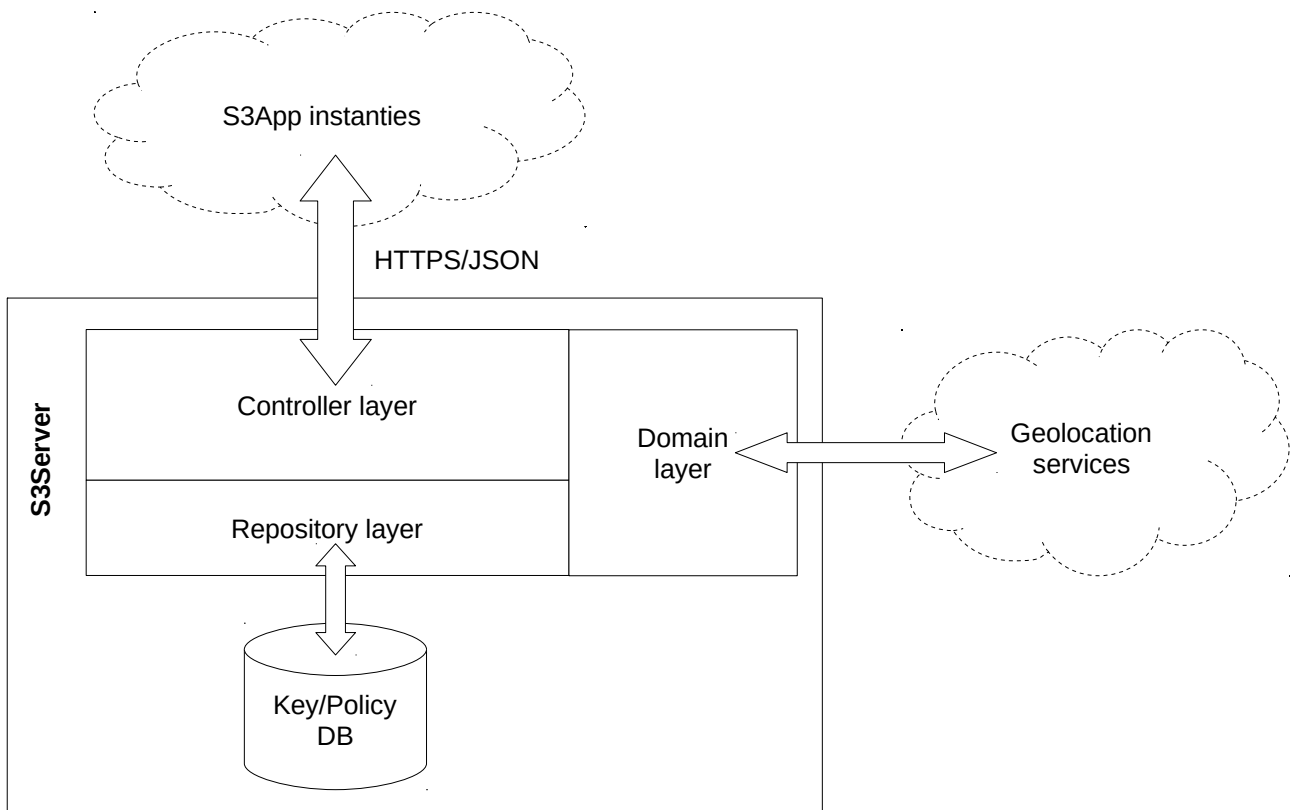 S3App instanties
HTTPS/JSON
S3Server
Controller layer
Domain
layer
Geolocation
services
Repository layer
Key/Policy
DB